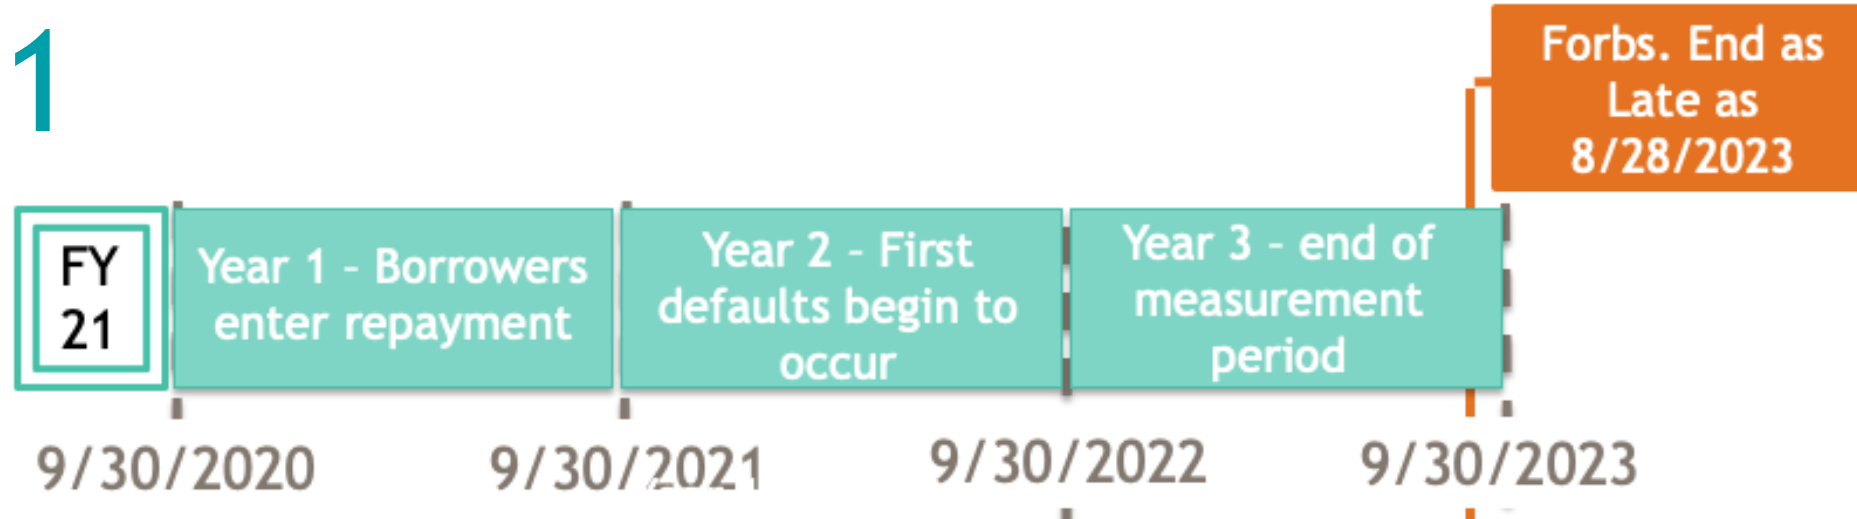 1
Forbs. End as
Late as
8/28/2023
FY
21
Year 1 - Borrowers
enter repayment
Year 2 - First
defaults begin to
occur
Year 3 - end of
measurement
period
9/30/2020
9/30/2021
9/30/2022
9/30/2023